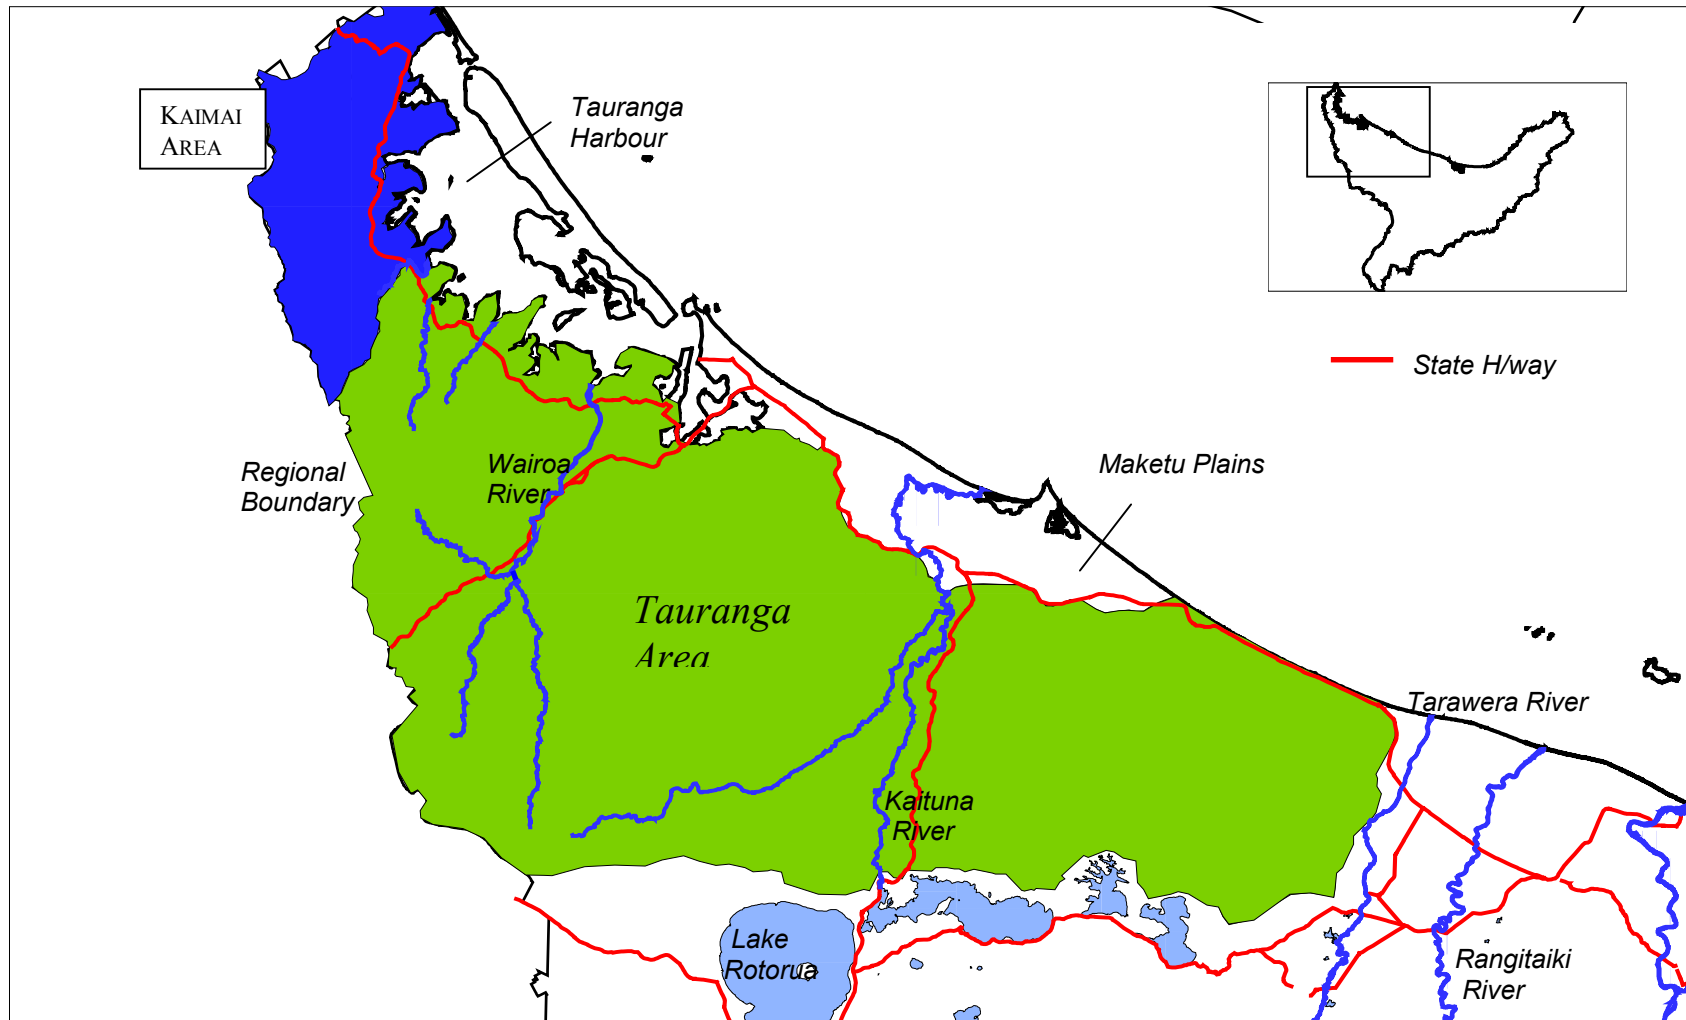 KAIMAI
AREA
Tauranga
Harbour
State H/way
Regional
Boundary
Wairoa
River
Maketu Plains
Tauranga
Area
Tarawera River
Kaituna
River
Lake
Rotorua
Rangitaiki
River